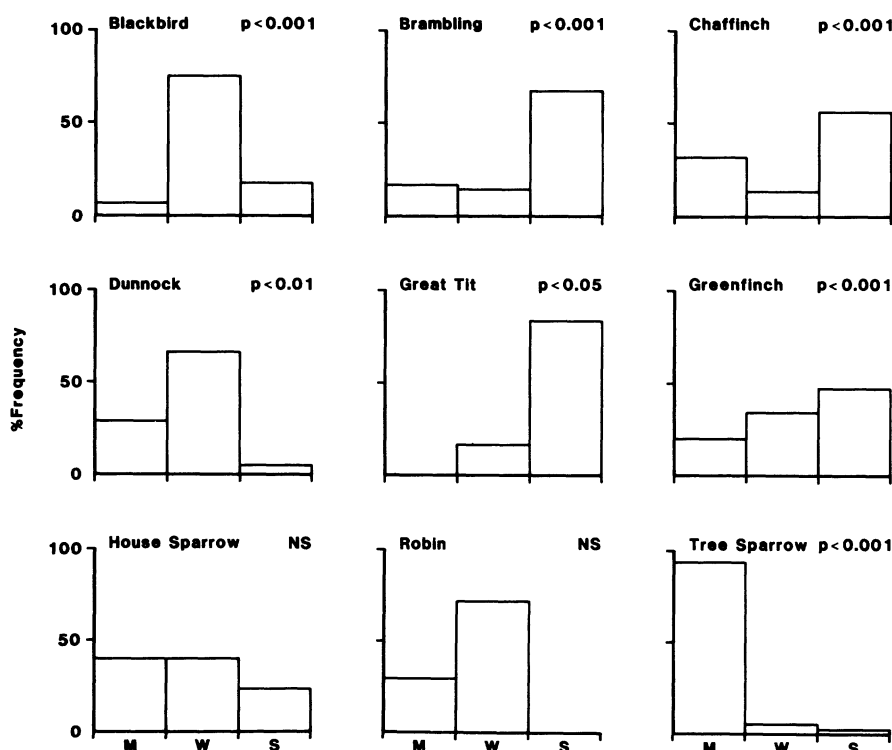 Blackbird p<0.001
Brambling p<0.001
Chaffinch p<0.001
100
50
0
Dunnock p<0.01
Great Tit p<0.05
Greenfinch p<0.001
100
50
0
%Frequency
House Sparrow NS
Robin NS
Tree Sparrow p<0.001
100
50
0
M W S
M W S
M W S